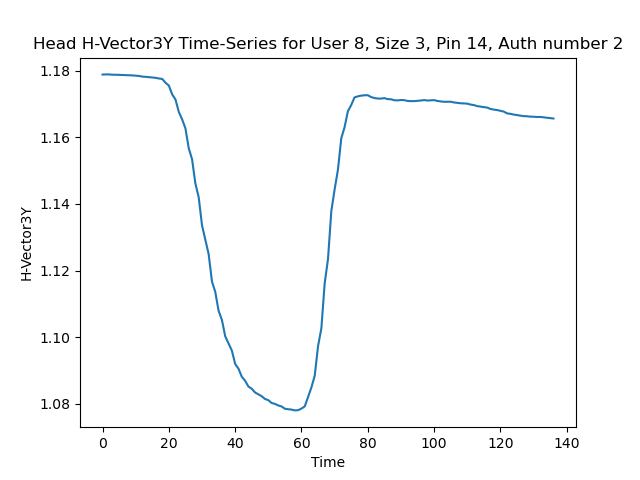 Head H-Vector3Y Time-Series for User 8, Size 3, Pin 14, Auth number 2
1.18
1.16
1.14
1.12
1.10
1.08
H-Vector3Y
0 20 40 60 80 100 120 140
Time